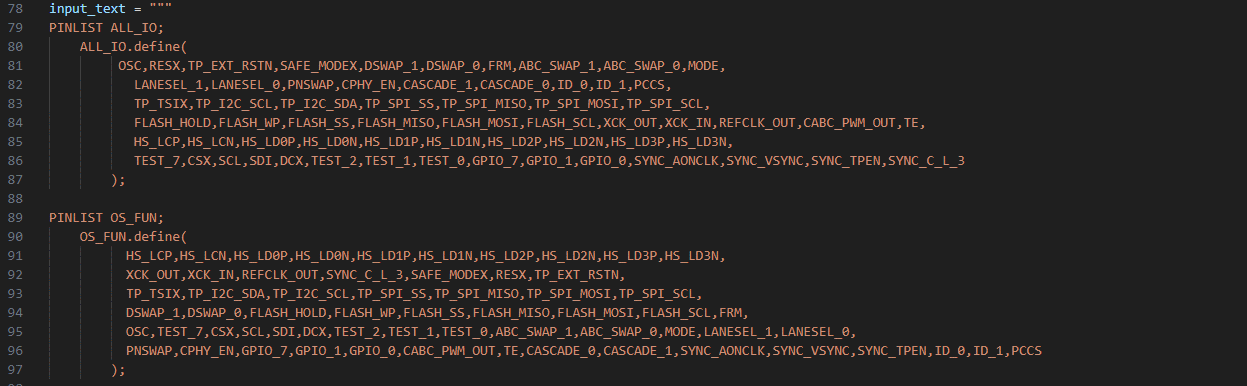 78 input_text = """
79 PINLIST ALL_IO;
80 ALL_IO.define(
81 OSC,RESX,TP_EXT_RSTN,SAFE_MODEX,DSWAP_1,DSWAP_0,FRM,ABC_SWAP_1,ABC_SWAP_0,MODE,
82 LANESEL_1,LANESEL_0,PNSWAP,CPHY_EN,CASCADE_1,CASCADE_0,ID_0,ID_1,PCCS,
83 TP_TSIX,TP_I2C_SCL,TP_I2C_SDA,TP_SPI_SS,TP_SPI_MISO,TP_SPI_MOSI,TP_SPI_SCL,
84 FLASH_HOLD,FLASH_WP,FLASH_SS,FLASH_MISO,FLASH_MOSI,FLASH_SCL,XCK_OUT,XCK_IN,REFCLK_OUT,CABC_PWM_OUT,TE,
85 HS_LCP,HS_LCN,HS_LD0P,HS_LD0N,HS_LD1P,HS_LD1N,HS_LD2P,HS_LD2N,HS_LD3P,HS_LD3N,
86 TEST_7,CSX,SCL,SDI,DCX,TEST_2,TEST_1,TEST_0,GPIO_7,GPIO_1,GPIO_0,SYNC_AONCLK,SYNC_VSYNC,SYNC_TPEN,SYNC_C_L_3
87 );
88
89 PINLIST OS_FUN;
90 OS_FUN.define(
91 HS_LCP,HS_LCN,HS_LD0P,HS_LD0N,HS_LD1P,HS_LD1N,HS_LD2P,HS_LD2N,HS_LD3P,HS_LD3N,
92 XCK_OUT,XCK_IN,REFCLK_OUT,SYNC_C_L_3,SAFE_MODEX,RESX,TP_EXT_RSTN,
93 TP_TSIX,TP_I2C_SDA,TP_I2C_SCL,TP_SPI_SS,TP_SPI_MISO,TP_SPI_MOSI,TP_SPI_SCL,
94 DSWAP_1,DSWAP_0,FLASH_HOLD,FLASH_WP,FLASH_SS,FLASH_MISO,FLASH_MOSI,FLASH_SCL,FRM,
95 OSC,TEST_7,CSX,SCL,SDI,DCX,TEST_2,TEST_1,TEST_0,ABC_SWAP_1,ABC_SWAP_0,MODE,LANESEL_1,LANESEL_0,
96 PNSWAP,CPHY_EN,GPIO_7,GPIO_1,GPIO_0,CABC_PWM_OUT,TE,CASCADE_0,CASCADE_1,SYNC_AONCLK,SYNC_VSYNC,SYNC_TPEN,ID_0,ID_1,PCCS
97 );